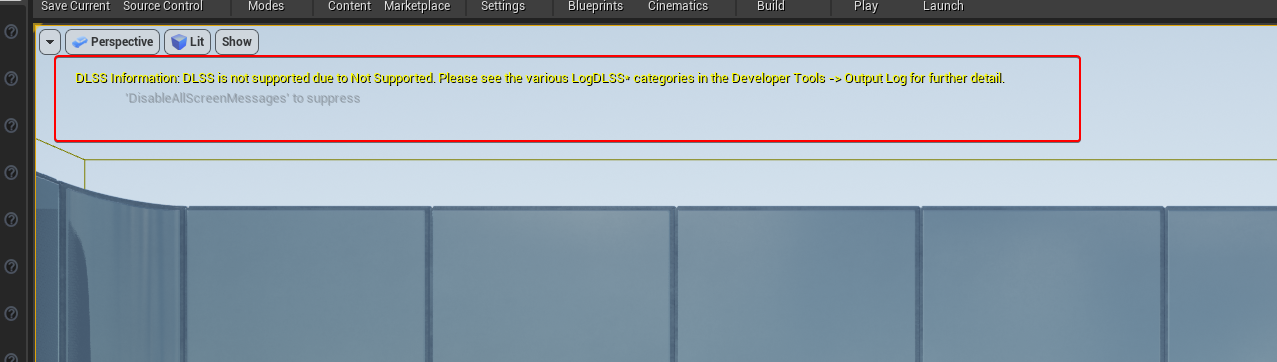 Save Current Source Control Modes Content Marketplace Settings Blueprints Cinematics Build Play Launch
Perspective Lit Show
DLSS Information: DLSS is not supported due to Not Supported. Please see the various LogDLSS* categories in the Developer Tools -> Output Log for further detail.
'DisableAllScreenMessages' to suppress